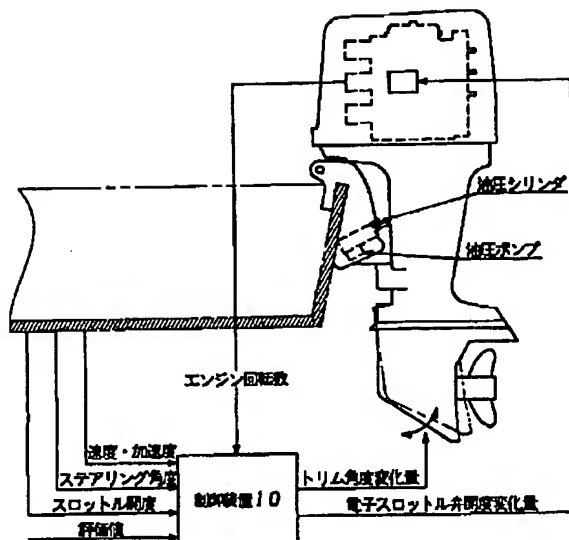 油圧シリンダ
油圧ポンプ
エンジン回転数
速度・加速度
ステアリング角度
スロットル開度
評価値
制御装置10
トリム角度変化量
電子スロットル弁開度変化量